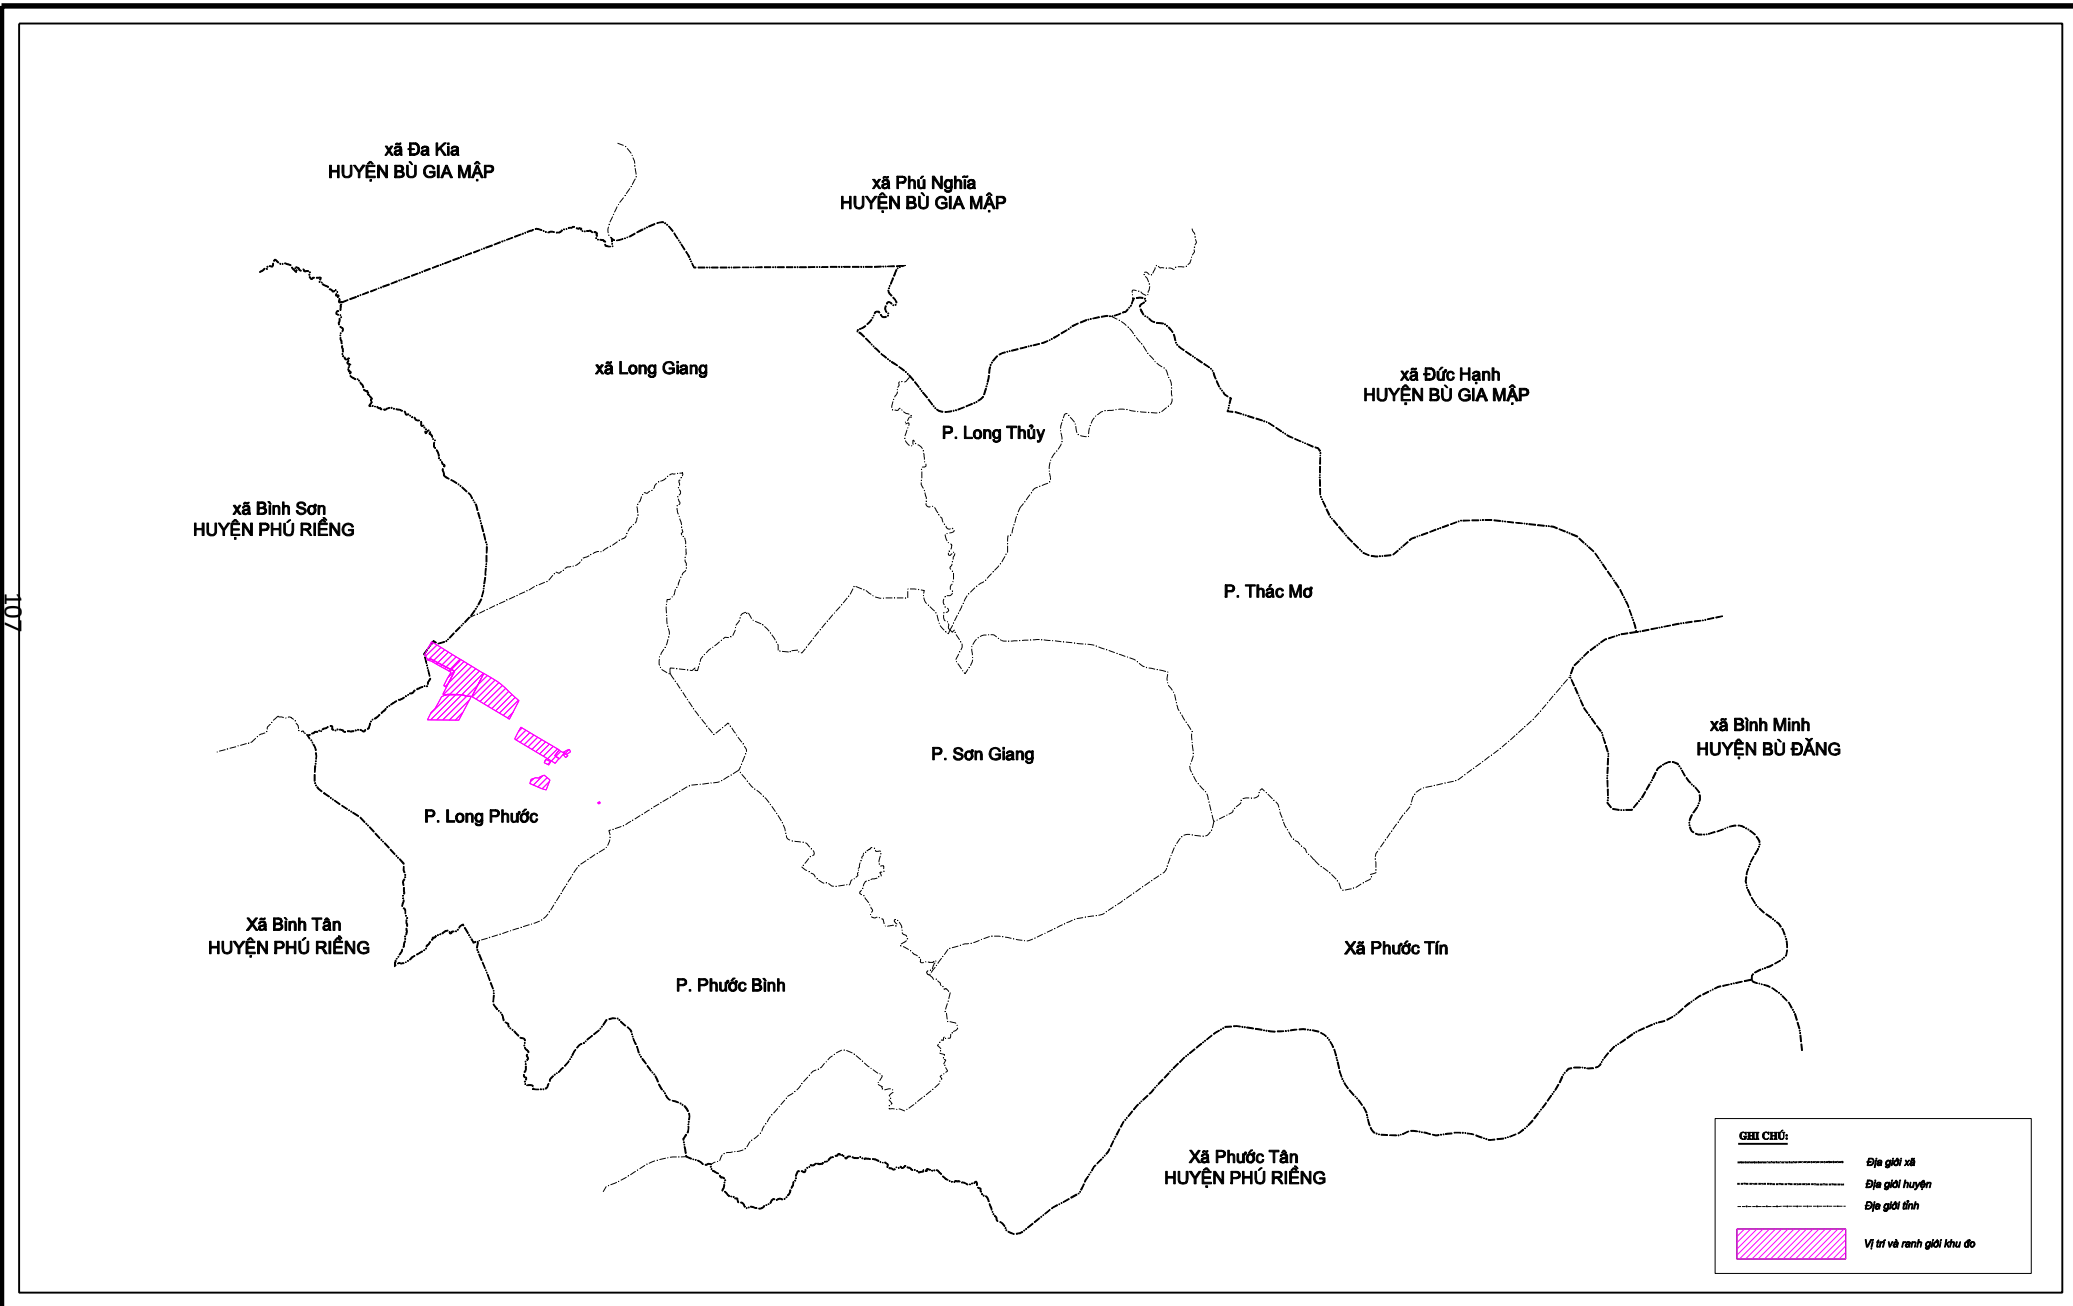 xã Đa Kia
HUYỆN BÙ GIA MẬP
xã Phú Nghĩa
HUYỆN BÙ GIA MẬP
xã Long Giang
xã Đức Hạnh
HUYỆN BÙ GIA MẬP
P. Long Thủy
xã Bình Sơn
HUYỆN PHÚ RIỀNG
P. Thác Mơ
107
xã Bình Minh
HUYỆN BÙ ĐĂNG
P. Sơn Giang
P. Long Phước
Xã Bình Tân
HUYỆN PHÚ RIỀNG
Xã Phước Tín
P. Phước Bình
Xã Phước Tân
HUYỆN PHÚ RIỀNG
GHI CHÚ:
Địa giới xã
Địa giới huyện
Địa giới tỉnh
Vị trí và ranh giới khu đo